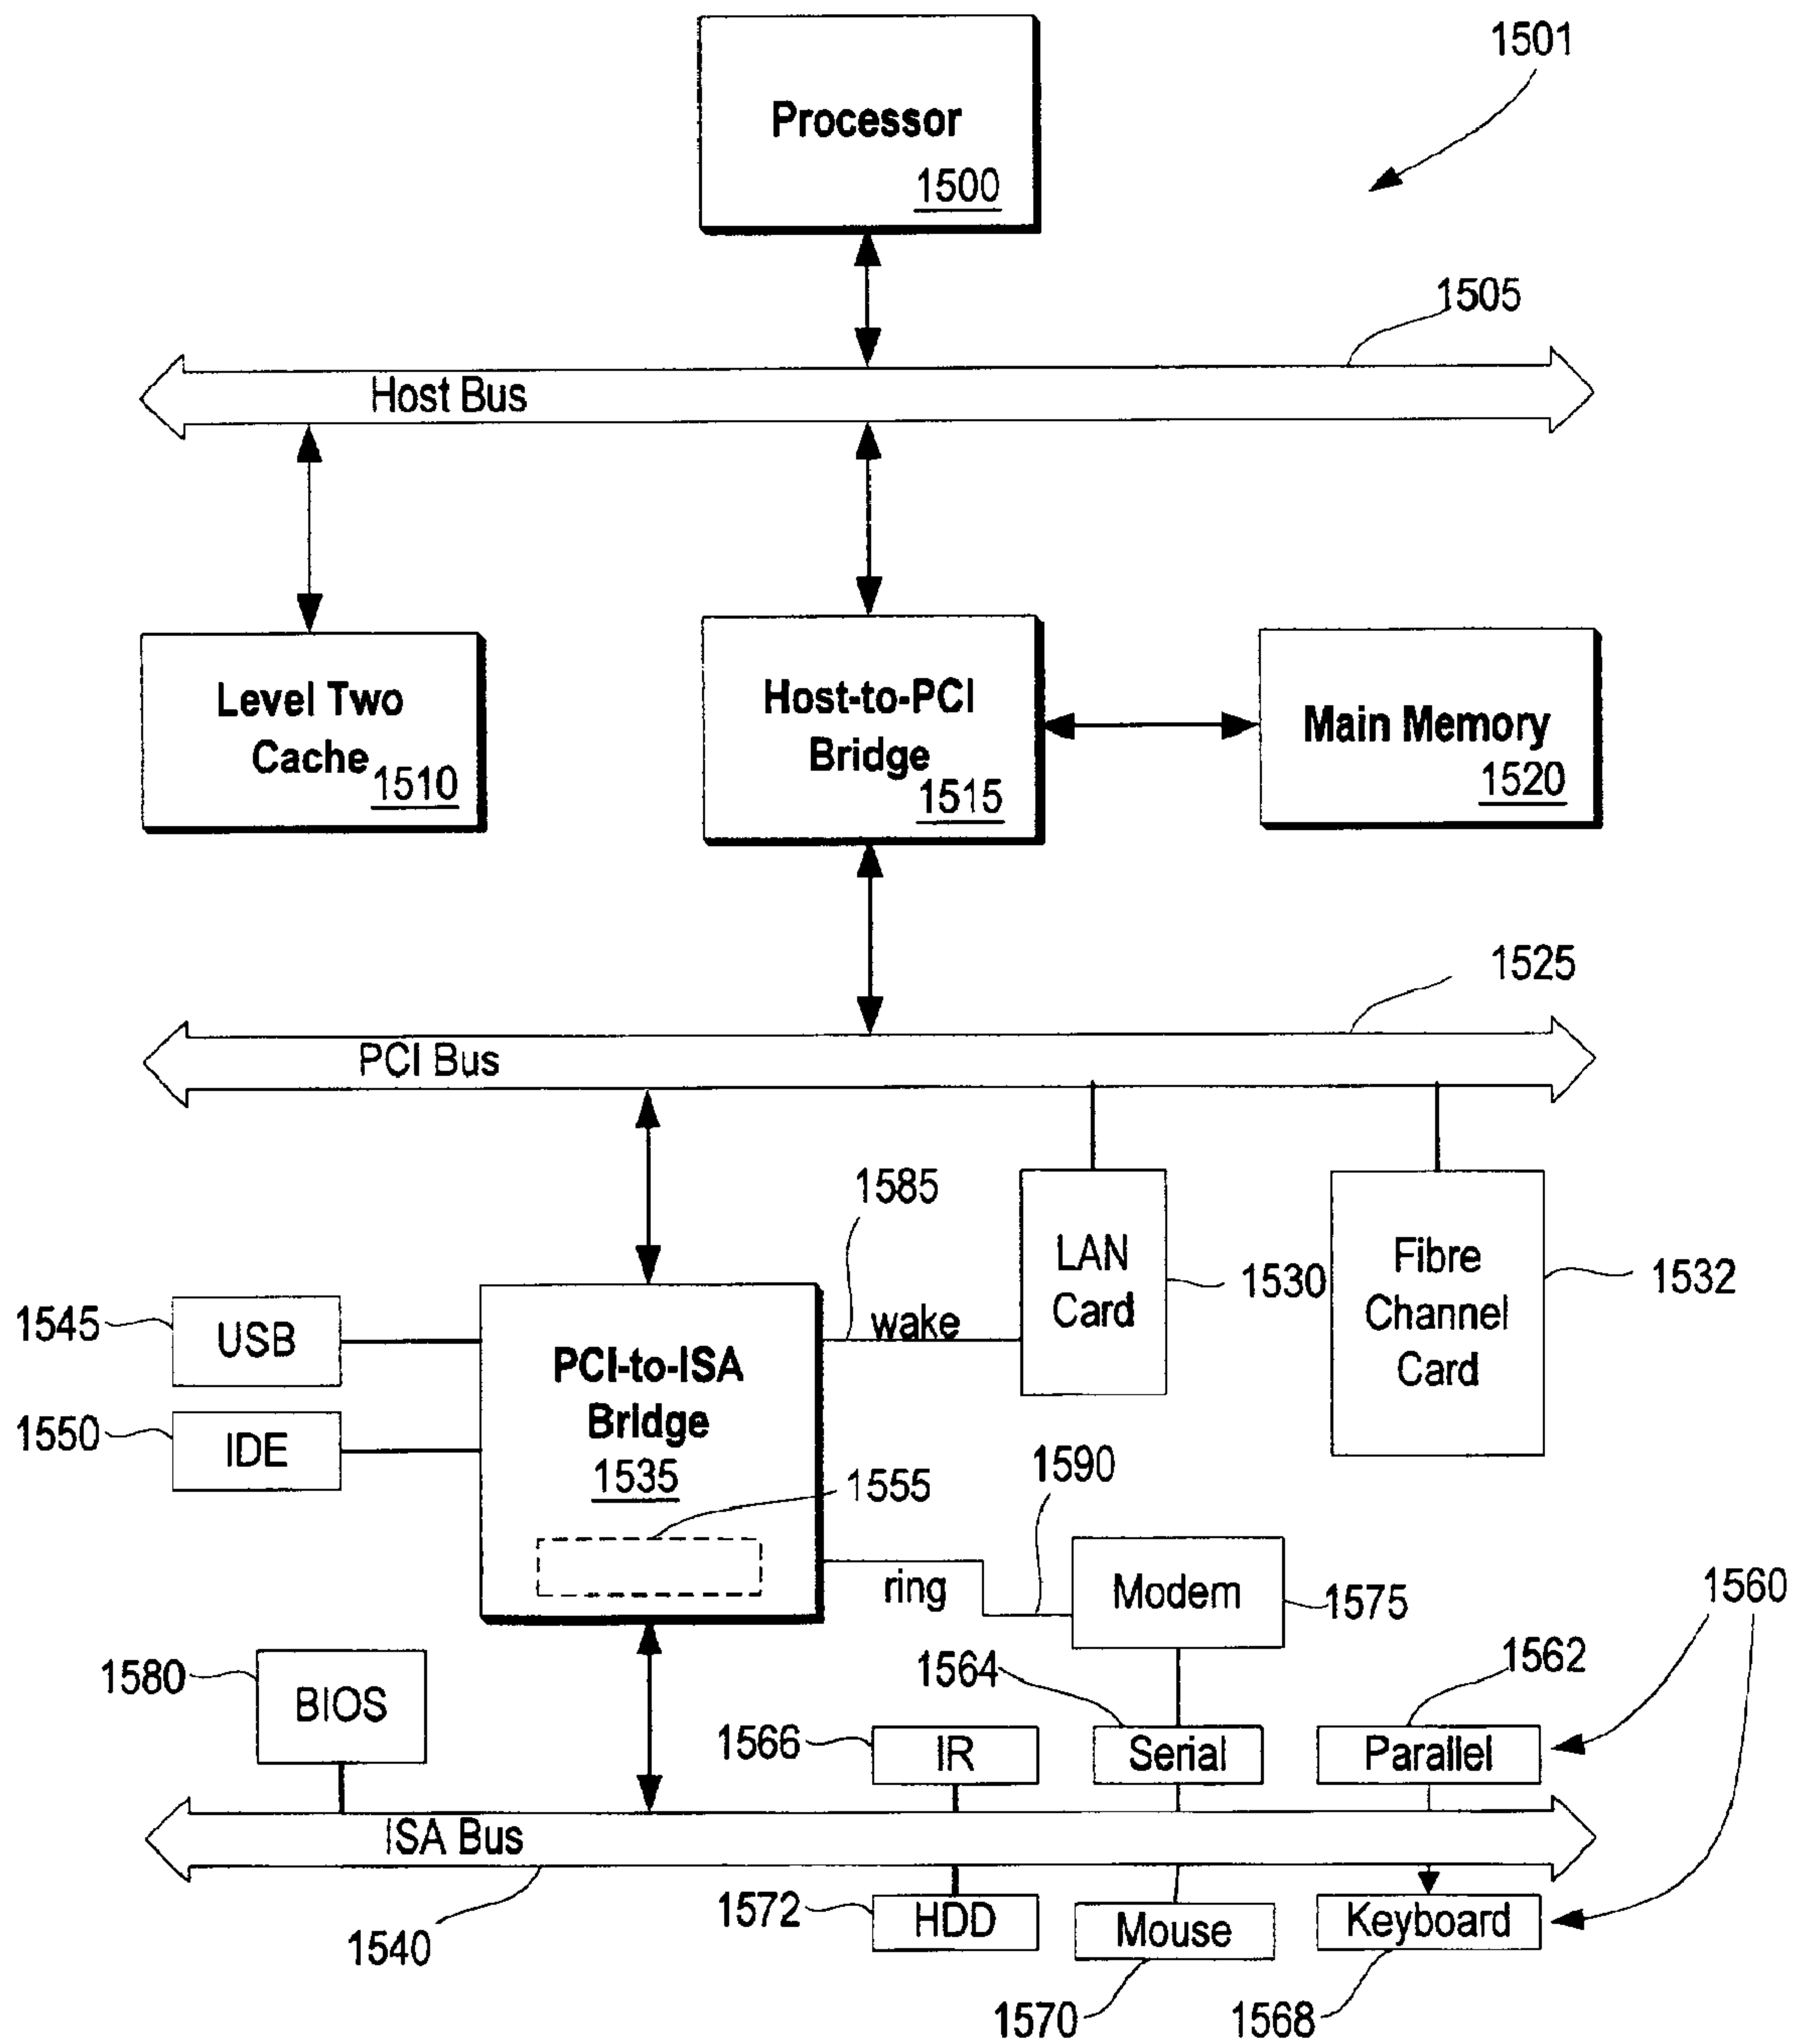 1501
Processor
1500
1505
Host Bus
Level Two
Cache 1510
Host-to-PCI
Bridge
1515
Main Memory
1520
1525
PCI Bus
1585
LAN
Card
1530
Fibre
Channel
Card
1532
1545
USB
wake
PCI-to-ISA
Bridge
1535
1550
IDE
1555
1590
ring
Modem
1575
1560
1580
BIOS
1564
1562
1566
IR
Serial
Parallel
ISA Bus
1540
1572
HDD
Mouse
Keyboard
1570
1568